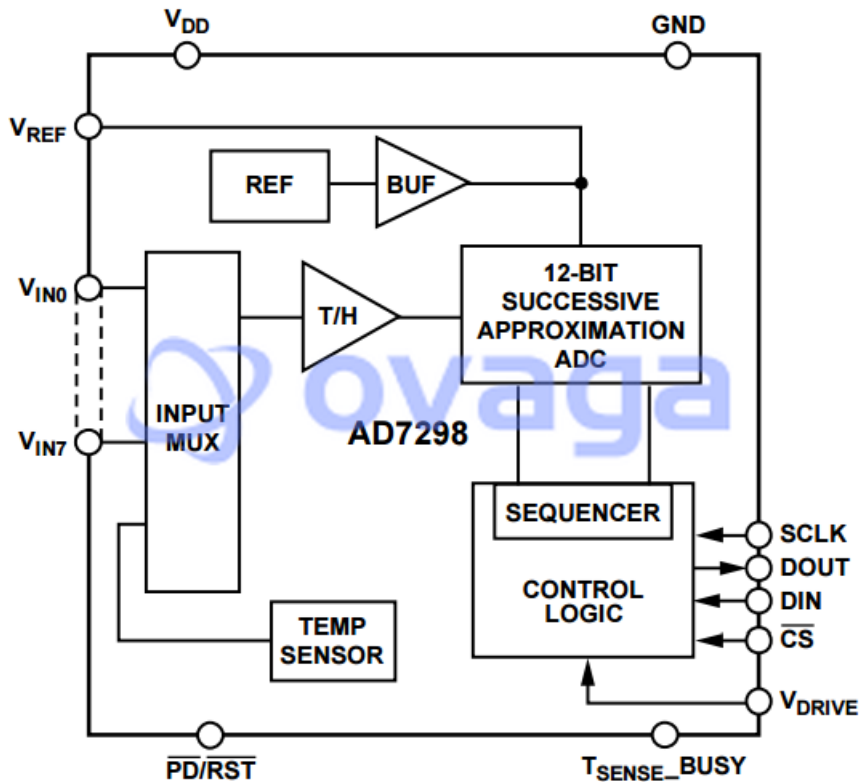 VDD
GND
VREF
REF
BUF
VIN0
12-BIT
SUCCESSIVE
APPROXIMATION
ADC
T/H
ovaga
INPUT
MUX
VIN7
AD7298
SEQUENCER
SCLK
DOUT
CONTROL
LOGIC
DIN
CS
TEMP
SENSOR
VDRIVE
PD/RST
TSENSE_BUSY